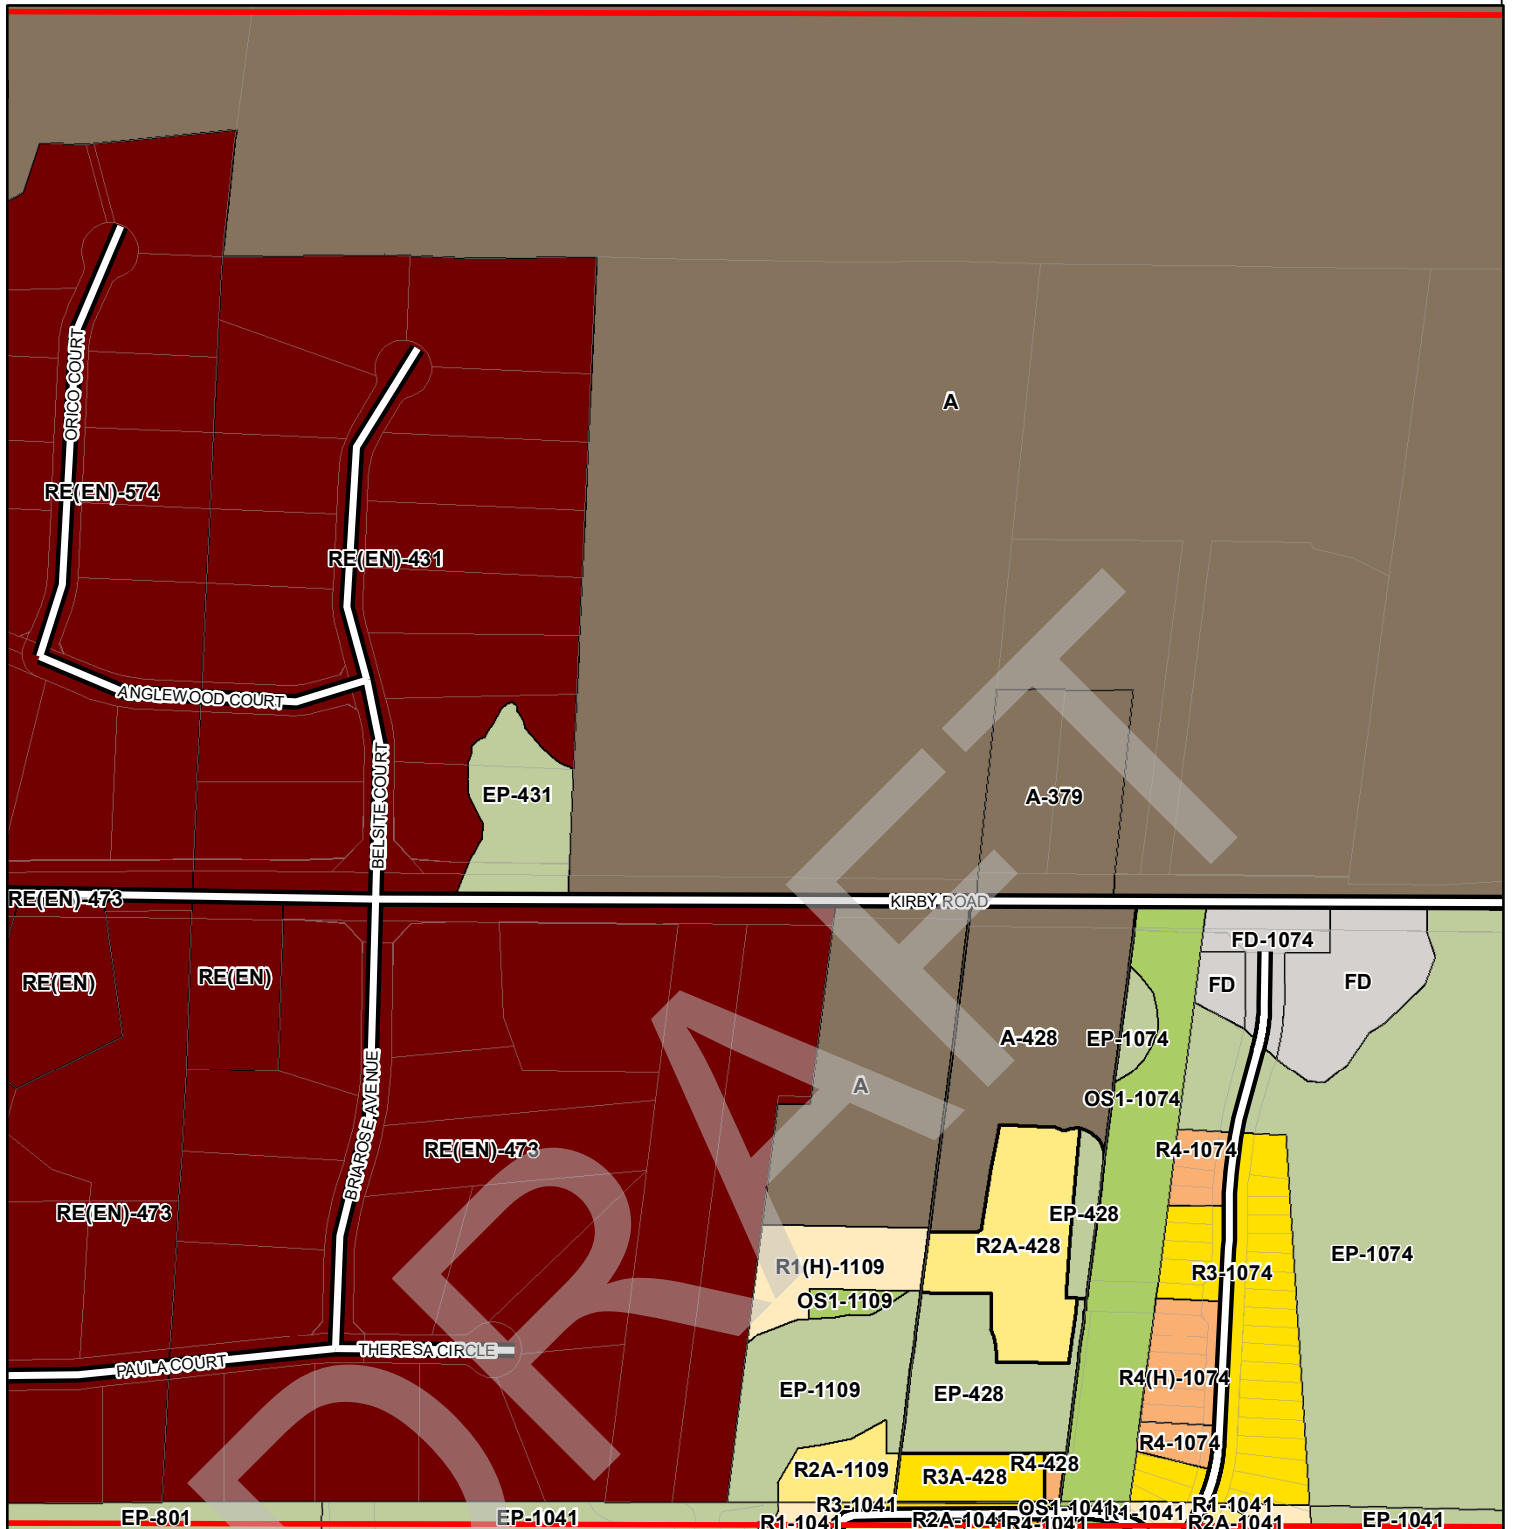 A
ORICO COURT
RE(EN)-574
RE(EN)-431
ANGLEWOOD COURT
BELSITE COURT
EP-431
A-379
RE(EN)-473
KIRBY ROAD
FD-1074
RE(EN)
RE(EN)
FD
FD
A-428
EP-1074
A
OS1-1074
BRIAROSE AVENUE
RE(EN)-473
R4-1074
RE(EN)-473
EP-428
R2A-428
EP-1074
R1(H)-1109
R3-1074
OS1-1109
THERESA CIRCLE
PAULA COURT
R4(H)-1074
EP-1109
EP-428
R4-1074
R2A-1109
R3A-428
R4-428
R3-1041
OS1-1041
R1-1041
R1-1041
EP-801
EP-1041
R1-1041
R2A-1041
R4-1041
R2A-1041
EP-1041
DRAFT